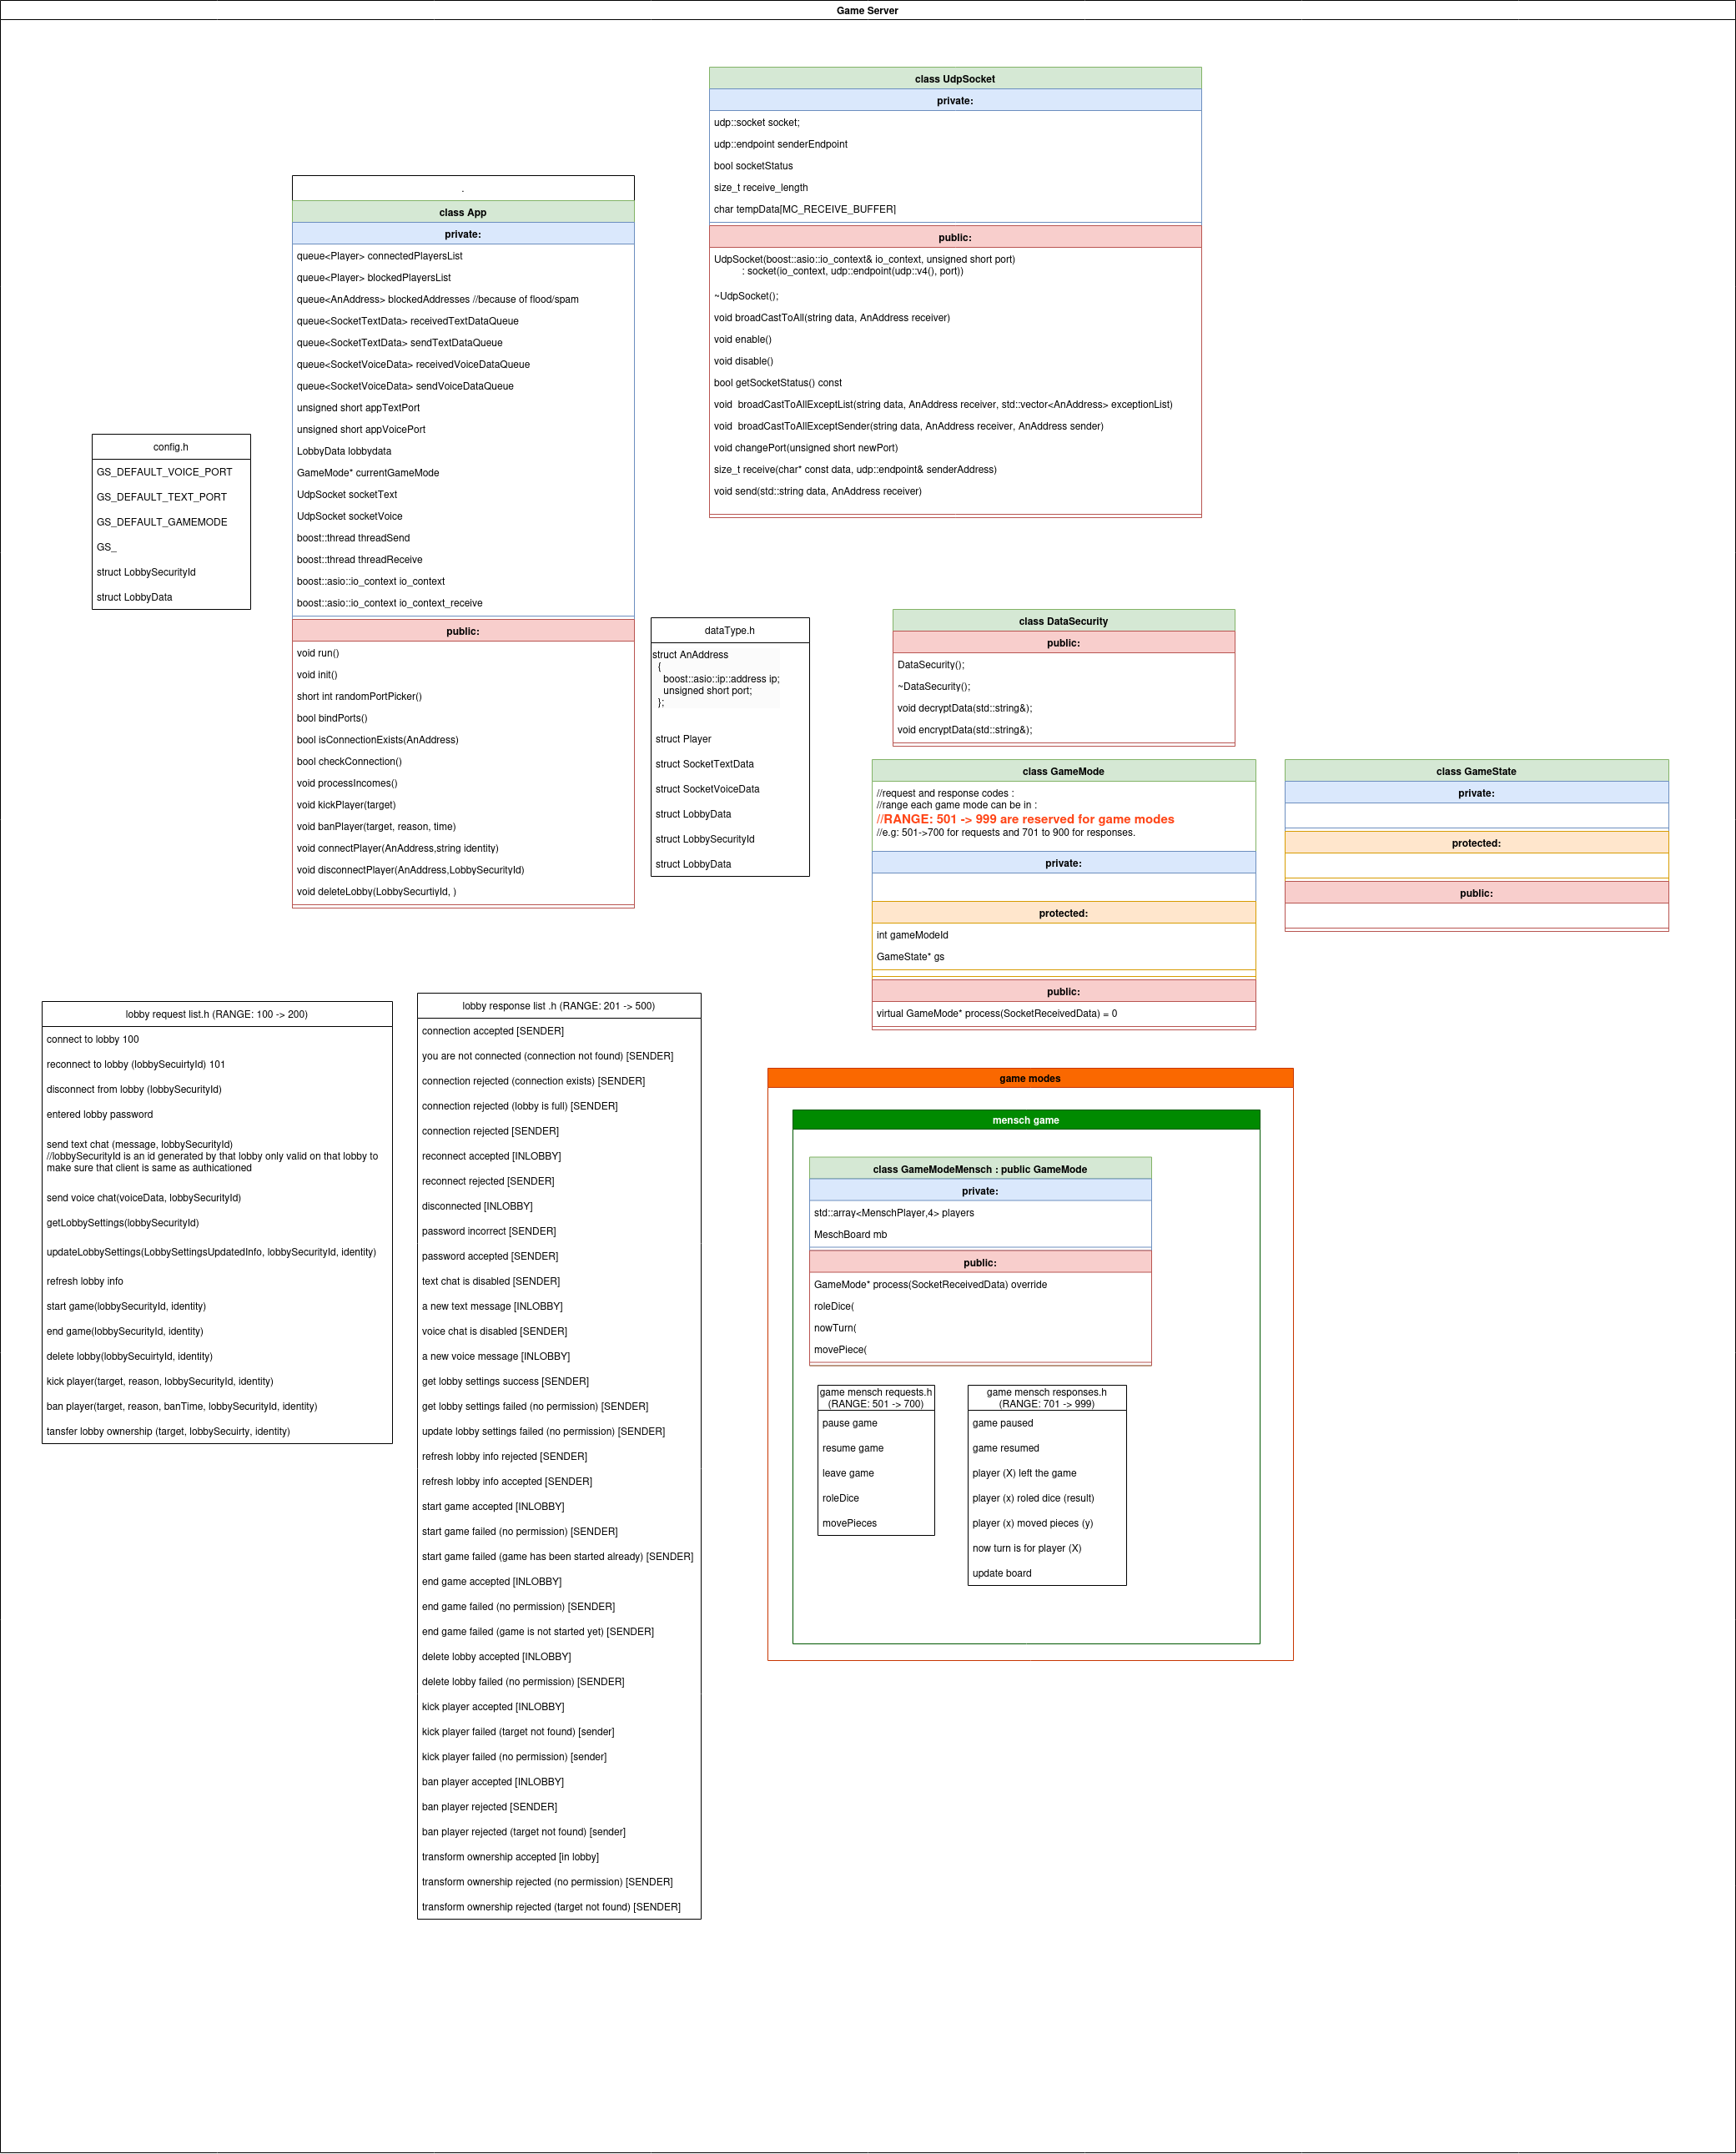 Game Server
class UdpSocket
private:
udp::socket socket;
udp::endpoint senderEndpoint
bool socketStatus
size_t receive_length
char tempData[MC_RECEIVE_BUFFER]
public:
UdpSocket(boost::asio::io_context& io_context, unsigned short port)
: socket(io_context, udp::endpoint(udp::v4(), port))
~UdpSocket();
void broadCastToAll(string data, AnAddress receiver)
void enable()
void disable()
bool getSocketStatus() const
void  broadCastToAllExceptList(string data, AnAddress receiver, std::vector<AnAddress> exceptionList)
void  broadCastToAllExceptSender(string data, AnAddress receiver, AnAddress sender)
void changePort(unsigned short newPort)
size_t receive(char* const data, udp::endpoint& senderAddress)
void send(std::string data, AnAddress receiver)
.
class App
private:
queue<Player> connectedPlayersList
queue<Player> blockedPlayersList
queue<AnAddress> blockedAddresses //because of flood/spam
queue<SocketTextData> receivedTextDataQueue
queue<SocketTextData> sendTextDataQueue
queue<SocketVoiceData> receivedVoiceDataQueue
queue<SocketVoiceData> sendVoiceDataQueue
unsigned short appTextPort
unsigned short appVoicePort
LobbyData lobbydata
GameMode* currentGameMode
UdpSocket socketText
UdpSocket socketVoice
boost::thread threadSend
boost::thread threadReceive
boost::asio::io_context io_context
boost::asio::io_context io_context_receive
public:
void run()
void init()
short int randomPortPicker()
bool bindPorts()
bool isConnectionExists(AnAddress)
bool checkConnection()
void processIncomes()
void kickPlayer(target)
void banPlayer(target, reason, time)
void connectPlayer(AnAddress,string identity)
void disconnectPlayer(AnAddress,LobbySecurityId)
void deleteLobby(LobbySecurtiyId, )
config.h
GS_DEFAULT_VOICE_PORT
GS_DEFAULT_TEXT_PORT
GS_DEFAULT_GAMEMODE
GS_
struct LobbySecurityId
struct LobbyData
dataType.h
struct AnAddress
{
boost::asio::ip::address ip;
unsigned short port;
};
struct Player
struct SocketTextData
struct SocketVoiceData
struct LobbyData
struct LobbySecurityId
struct LobbyData
class DataSecurity
public:
DataSecurity();
~DataSecurity();
void decryptData(std::string&);
void encryptData(std::string&);
class GameMode
//request and response codes :
//range each game mode can be in :
//RANGE: 501 -> 999 are reserved for game modes
//e.g: 501->700 for requests and 701 to 900 for responses.
private:
protected:
int gameModeId
GameState* gs
public:
virtual GameMode* process(SocketReceivedData) = 0
class GameState
private:
protected:
public:
lobby request list.h (RANGE: 100 -> 200)
connect to lobby 100
reconnect to lobby (lobbySecuirtyId) 101
disconnect from lobby (lobbySecurityId)
entered lobby password
send text chat (message, lobbySecurityId)
//lobbySecurityId is an id generated by that lobby only valid on that lobby to
make sure that client is same as authicationed
send voice chat(voiceData, lobbySecurityId)
getLobbySettings(lobbySecurityId)
updateLobbySettings(LobbySettingsUpdatedInfo, lobbySecurityId, identity)
refresh lobby info
start game(lobbySecurityId, identity)
end game(lobbySecurityId, identity)
delete lobby(lobbySecuirtyId, identity)
kick player(target, reason, lobbySecurityId, identity)
ban player(target, reason, banTime, lobbySecurityId, identity)
tansfer lobby ownership (target, lobbySecuirty, identity)
lobby response list .h (RANGE: 201 -> 500)
connection accepted [SENDER]
you are not connected (connection not found) [SENDER]
connection rejected (connection exists) [SENDER]
connection rejected (lobby is full) [SENDER]
connection rejected [SENDER]
reconnect accepted [INLOBBY]
reconnect rejected [SENDER]
disconnected [INLOBBY]
password incorrect [SENDER]
password accepted [SENDER]
text chat is disabled [SENDER]
a new text message [INLOBBY]
voice chat is disabled [SENDER]
a new voice message [INLOBBY]
get lobby settings success [SENDER]
get lobby settings failed (no permission) [SENDER]
update lobby settings failed (no permission) [SENDER]
refresh lobby info rejected [SENDER]
refresh lobby info accepted [SENDER]
start game accepted [INLOBBY]
start game failed (no permission) [SENDER]
start game failed (game has been started already) [SENDER]
end game accepted [INLOBBY]
end game failed (no permission) [SENDER]
end game failed (game is not started yet) [SENDER]
delete lobby accepted [INLOBBY]
delete lobby failed (no permission) [SENDER]
kick player accepted [INLOBBY]
kick player failed (target not found) [sender]
kick player failed (no permission) [sender]
ban player accepted [INLOBBY]
ban player rejected [SENDER]
ban player rejected (target not found) [sender]
transform ownership accepted [in lobby]
transform ownership rejected (no permission) [SENDER]
transform ownership rejected (target not found) [SENDER]
game modes
mensch game
class GameModeMensch : public GameMode
private:
std::array<MenschPlayer,4> players
MeschBoard mb
public:
GameMode* process(SocketReceivedData) override
roleDice(
nowTurn(
movePiece(
game mensch requests.h
(RANGE: 501 -> 700)
pause game
resume game
leave game
roleDice
movePieces
game mensch responses.h
(RANGE: 701 -> 999)
game paused
game resumed
player (X) left the game
player (x) roled dice (result)
player (x) moved pieces (y)
now turn is for player (X)
update board